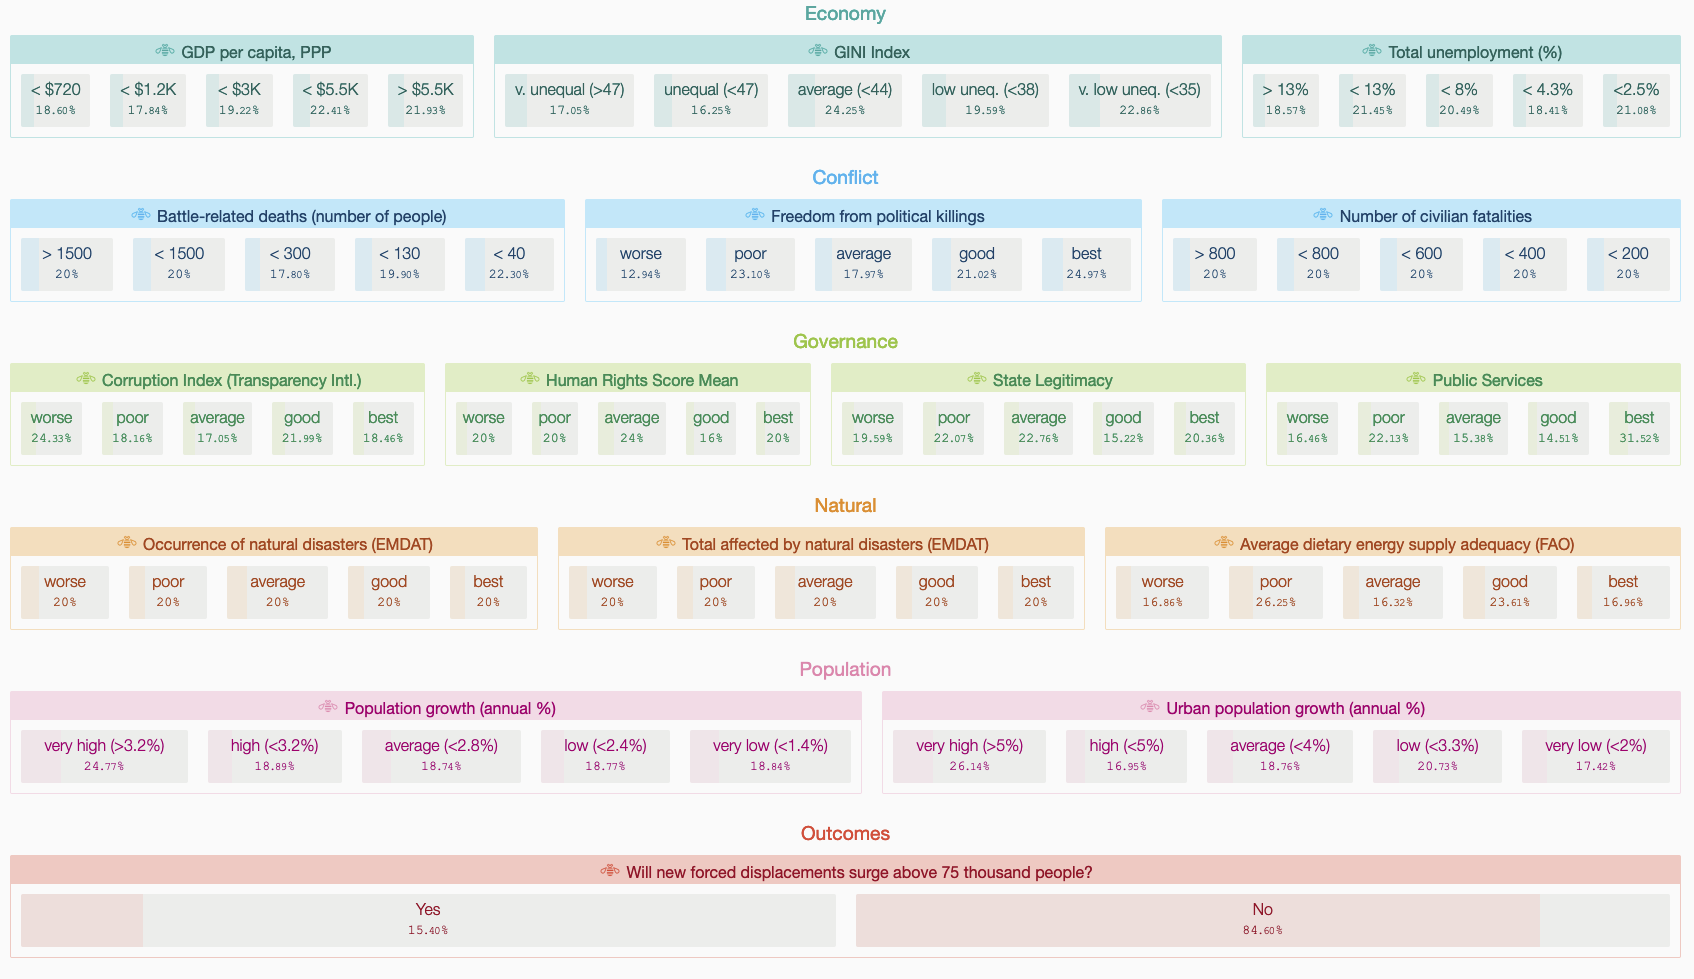 Economy
GDP per capita, PPP
< $720 < $1.2K < $3K < $5.5K > $5.5K
18.60% 17.84% 19.22% 22.41% 21.93%
GINI Index
v. unequal (>47) unequal (<47) average (<44) low uneq. (<38) v. low uneq. (<35)
17.05% 16.25% 24.25% 19.59% 22.86%
Total unemployment (%)
> 13% < 13% < 8% < 4.3% <2.5%
18.57% 21.45% 20.49% 18.41% 21.08%
Conflict
Battle-related deaths (number of people)
> 1500 < 1500 < 300 < 130 < 40
20% 20% 17.80% 19.90% 22.30%
Freedom from political killings
worse poor average good best
12.94% 23.10% 17.97% 21.02% 24.97%
Number of civilian fatalities
> 800 < 800 < 600 < 400 < 200
20% 20% 20% 20% 20%
Governance
Corruption Index (Transparency Intl.)
worse poor average good best
24.33% 18.16% 17.05% 21.99% 18.46%
Human Rights Score Mean
worse poor average good best
20% 20% 24% 16% 20%
State Legitimacy
worse poor average good best
19.59% 22.07% 22.76% 15.22% 20.36%
Public Services
worse poor average good best
16.46% 22.13% 15.38% 14.51% 31.52%
Natural
Occurrence of natural disasters (EMDAT)
worse poor average good best
20% 20% 20% 20% 20%
Total affected by natural disasters (EMDAT)
worse poor average good best
20% 20% 20% 20% 20%
Average dietary energy supply adequacy (FAO)
worse poor average good best
16.86% 26.25% 16.32% 23.61% 16.96%
Population
Population growth (annual %)
very high (>3.2%) high (<3.2%) average (<2.8%) low (<2.4%) very low (<1.4%)
24.77% 18.89% 18.74% 18.77% 18.84%
Urban population growth (annual %)
very high (>5%) high (<5%) average (<4%) low (<3.3%) very low (<2%)
26.14% 16.95% 18.76% 20.73% 17.42%
Outcomes
Will new forced displacements surge above 75 thousand people?
Yes No
15.40% 84.60%